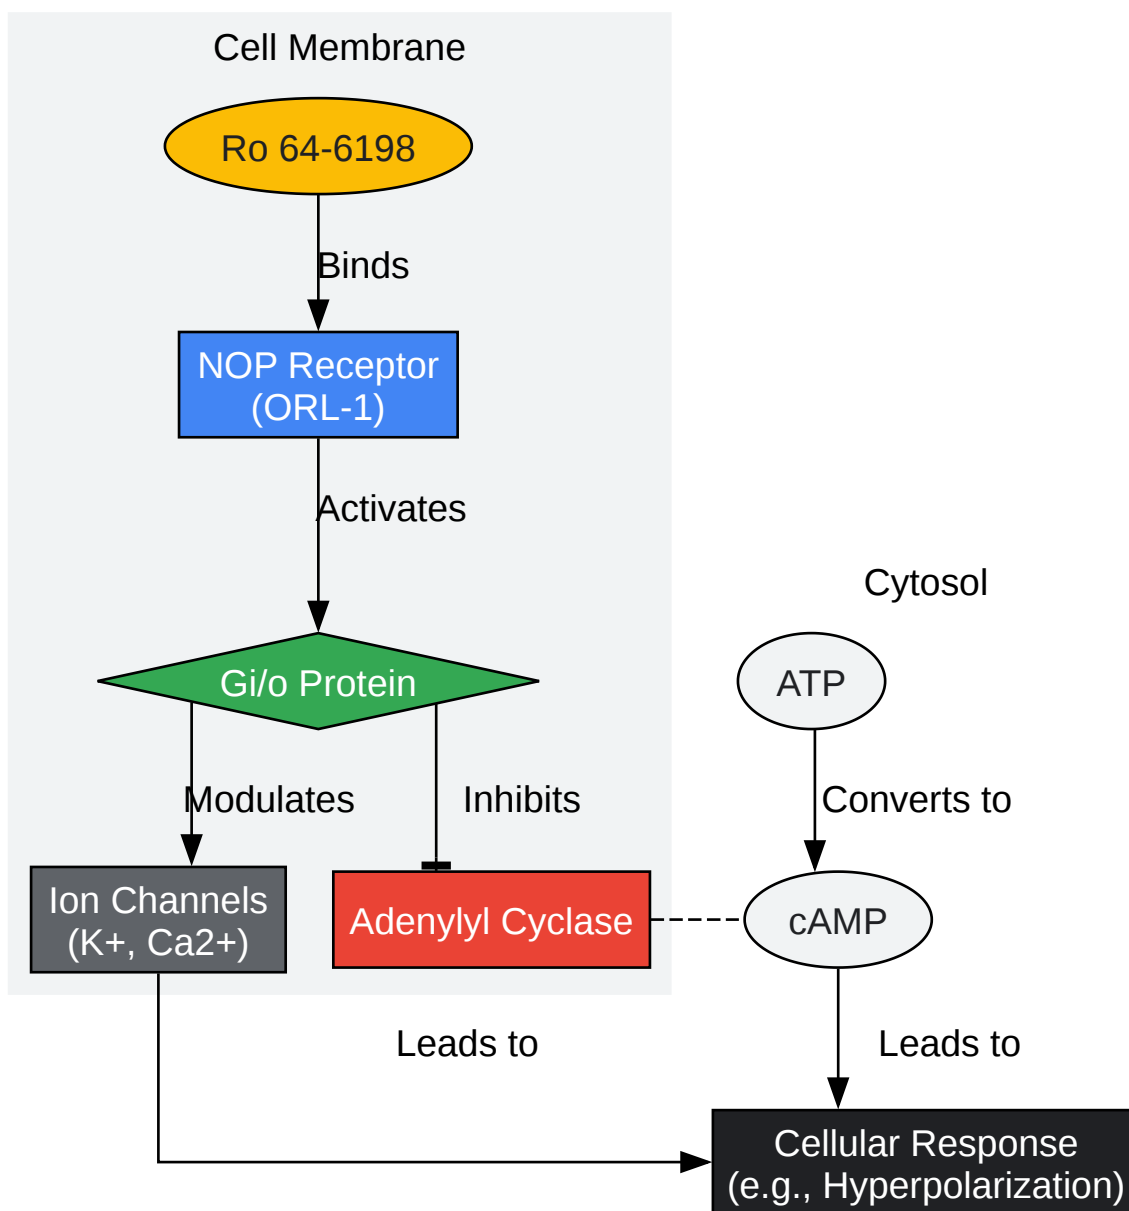 Cell Membrane
Ro 64-6198
Binds
NOP Receptor
(ORL-1)
Activates
Cytosol
Gi/o Protein
ATP
Modulates
Inhibits
Converts to
Ion Channels
(K+, Ca2+)
Adenylyl Cyclase
cAMP
Leads to
Leads to
Cellular Response
(e.g., Hyperpolarization)